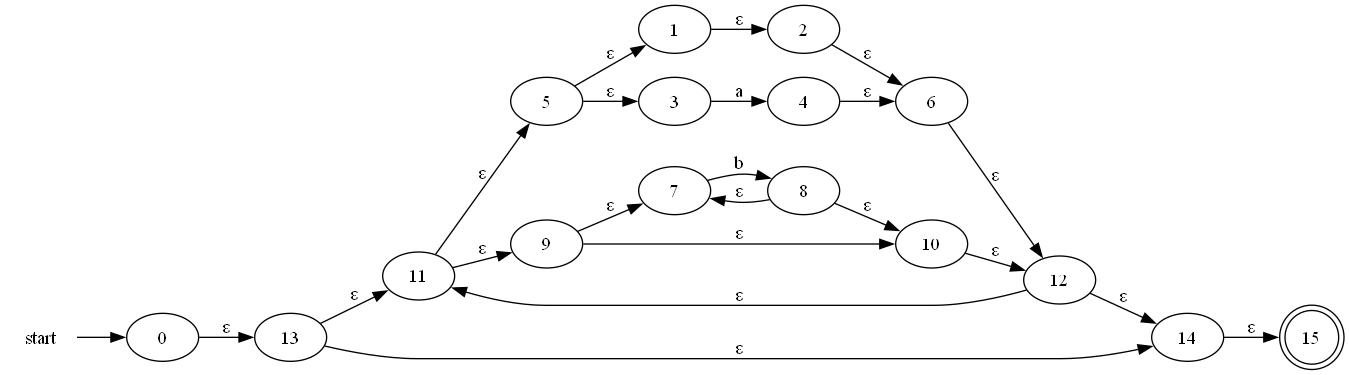 ε
1 2
ε ε
ε a ε
5 3 4 6
b
ε ε
7 8
ε
ε ε
ε ε ε
9 10
11 12
ε ε ε
start ε
0 13 14 ε 15
ε